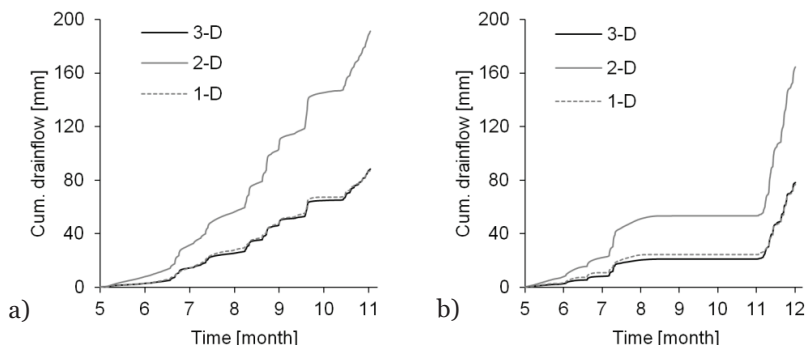 200
160
120
80
40
0
Cum. drainflow [mm]
3-D
2-D
1-D
5 6 7 8 9 10 11
Time [month]
a)
200
160
120
80
40
0
Cum. drainflow [mm]
3-D
2-D
1-D
5 6 7 8 9 10 11 12
Time [month]
b)